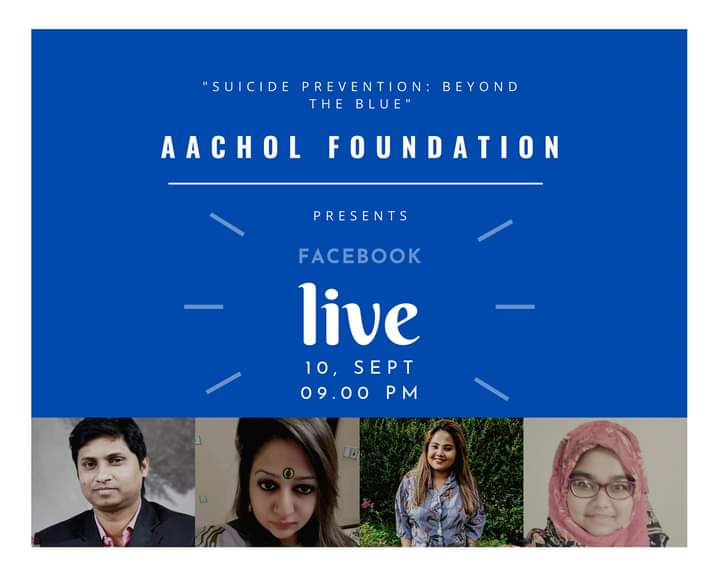 "SUICIDE PREVENTION: BEYOND
THE BLUE"
AACHOL FOUNDATION
PRESENTS
FACEBOOK
live
10, SEPT
09.00 PM